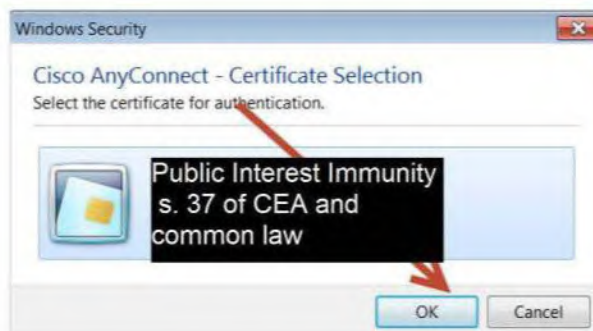 Windows Security
Cisco AnyConnect - Certificate Selection
Select the certificate for authentication.
Public Interest Immunity
s. 37 of CEA and
common law
OK Cancel